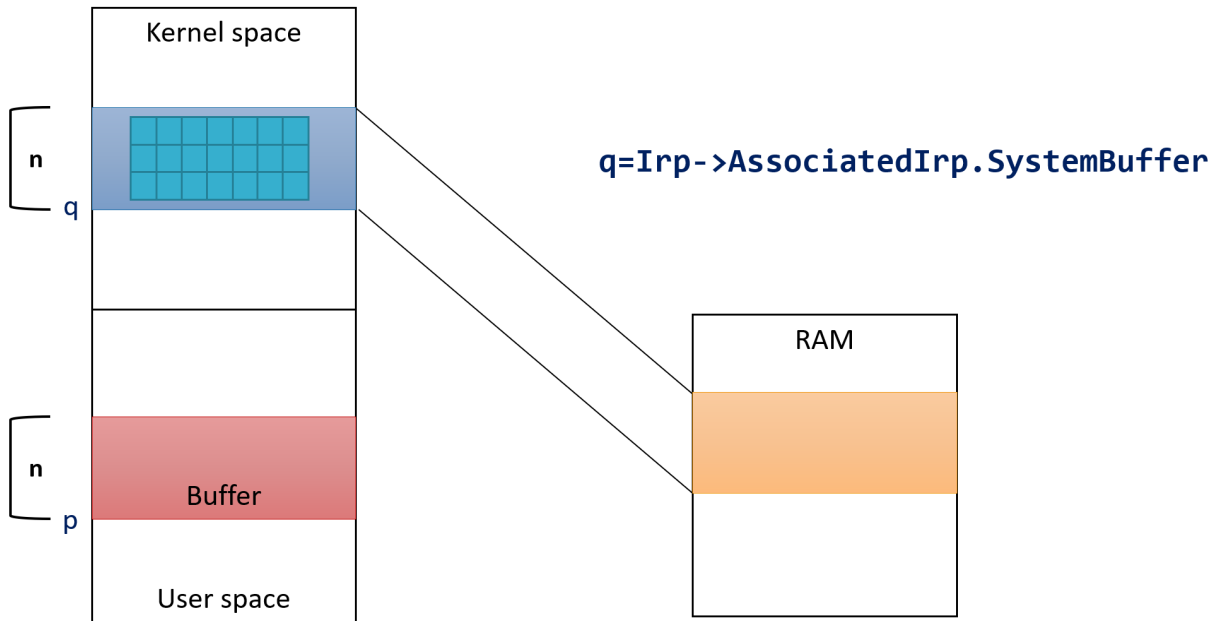 Kernel space
n
q
q=Irp->AssociatedIrp.SystemBuffer
RAM
n
Buffer
p
User space